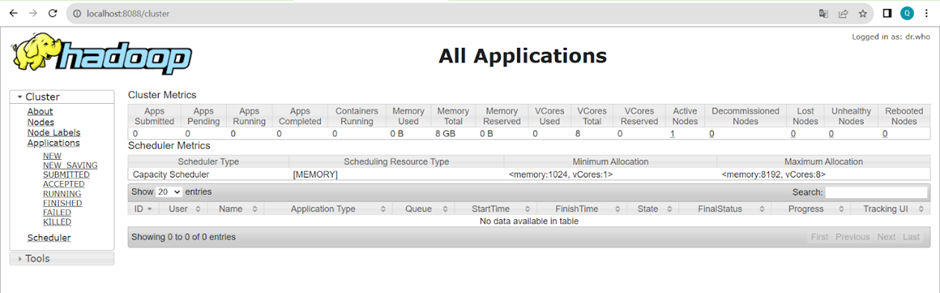 localhost:8088/cluster
Q
Logged in as: dr.who
hadoop
All Applications
Cluster
About
Nodes
Node Labels
Applications
NEW
NEW_SAVING
SUBMITTED
ACCEPTED
RUNNING
FINISHED
FAILED
KILLED
Scheduler
Tools
Cluster Metrics
Apps Submitted Apps Pending Apps Running Apps Completed Containers Running Memory Used Memory Total Memory Reserved VCores Used VCores Total VCores Reserved Active Nodes Decommissioned Nodes Lost Nodes Unhealthy Nodes Rebooted Nodes
0 0 0 0 0 0 B 8 GB 0 B 0 8 0 1 0 0 0 0
Scheduler Metrics
Scheduler Type Scheduling Resource Type Minimum Allocation Maximum Allocation
Capacity Scheduler [MEMORY] <memory:1024, vCores:1> <memory:8192, vCores:8>
Show 20 entries Search:
ID User Name Application Type Queue StartTime FinishTime State FinalStatus Progress Tracking UI
No data available in table
Showing 0 to 0 of 0 entries First Previous Next Last